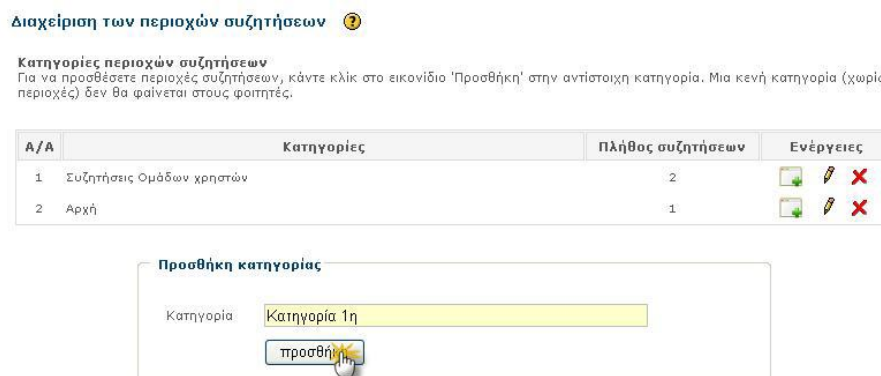 Διαχείριση των περιοχών συζητήσεων
Κατηγορίες περιοχών συζητήσεων
Για να προσθέσετε περιοχές συζητήσεων, κάντε κλίκ στο εικονίδιο 'Προσθήκη' στην αντίστοιχη κατηγορία. Μια κενή κατηγορία (χωρίς
περιοχές) δεν θα φαίνεται στους φοιτητές.
Α/Α Κατηγορίες Πλήθος συζητήσεων Ενέργειες
1 Συζητήσεις Ομάδων χρηστών 2
2 Αρχή 1
Προσθήκη κατηγορίας
Κατηγορία Κατηγορία 1η